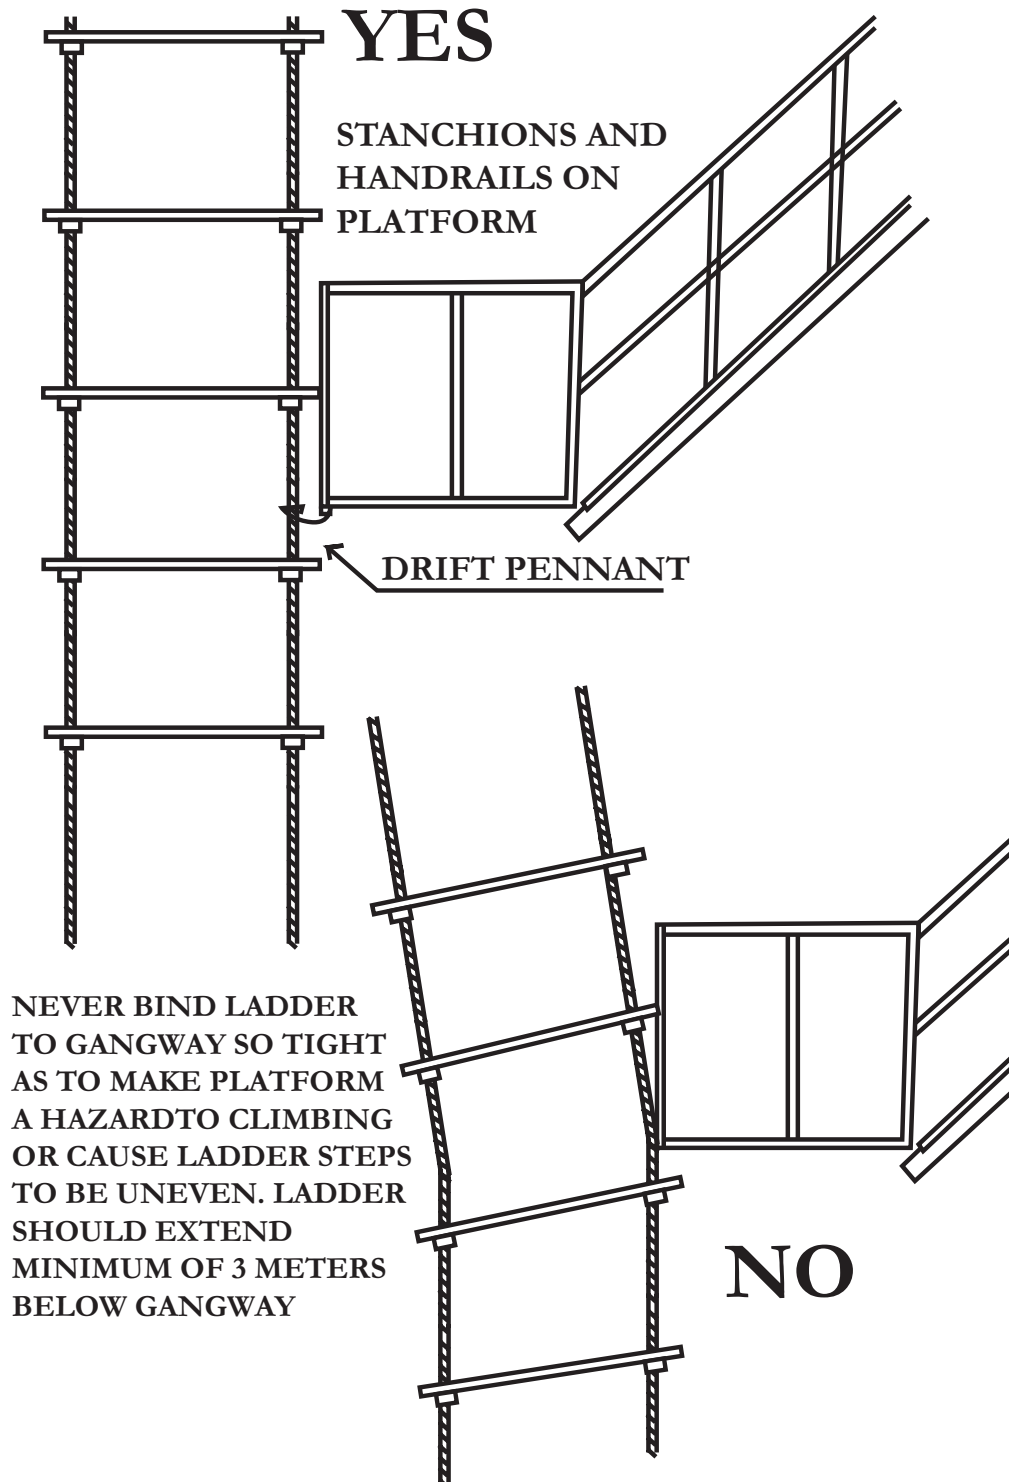 YES
STANCHIONS AND
HANDRAILS ON
PLATFORM
DRIFT PENNANT
NEVER BIND LADDER
TO GANGWAY SO TIGHT
AS TO MAKE PLATFORM
A HAZARDTO CLIMBING
OR CAUSE LADDER STEPS
TO BE UNEVEN. LADDER
SHOULD EXTEND
MINIMUM OF 3 METERS
BELOW GANGWAY
NO